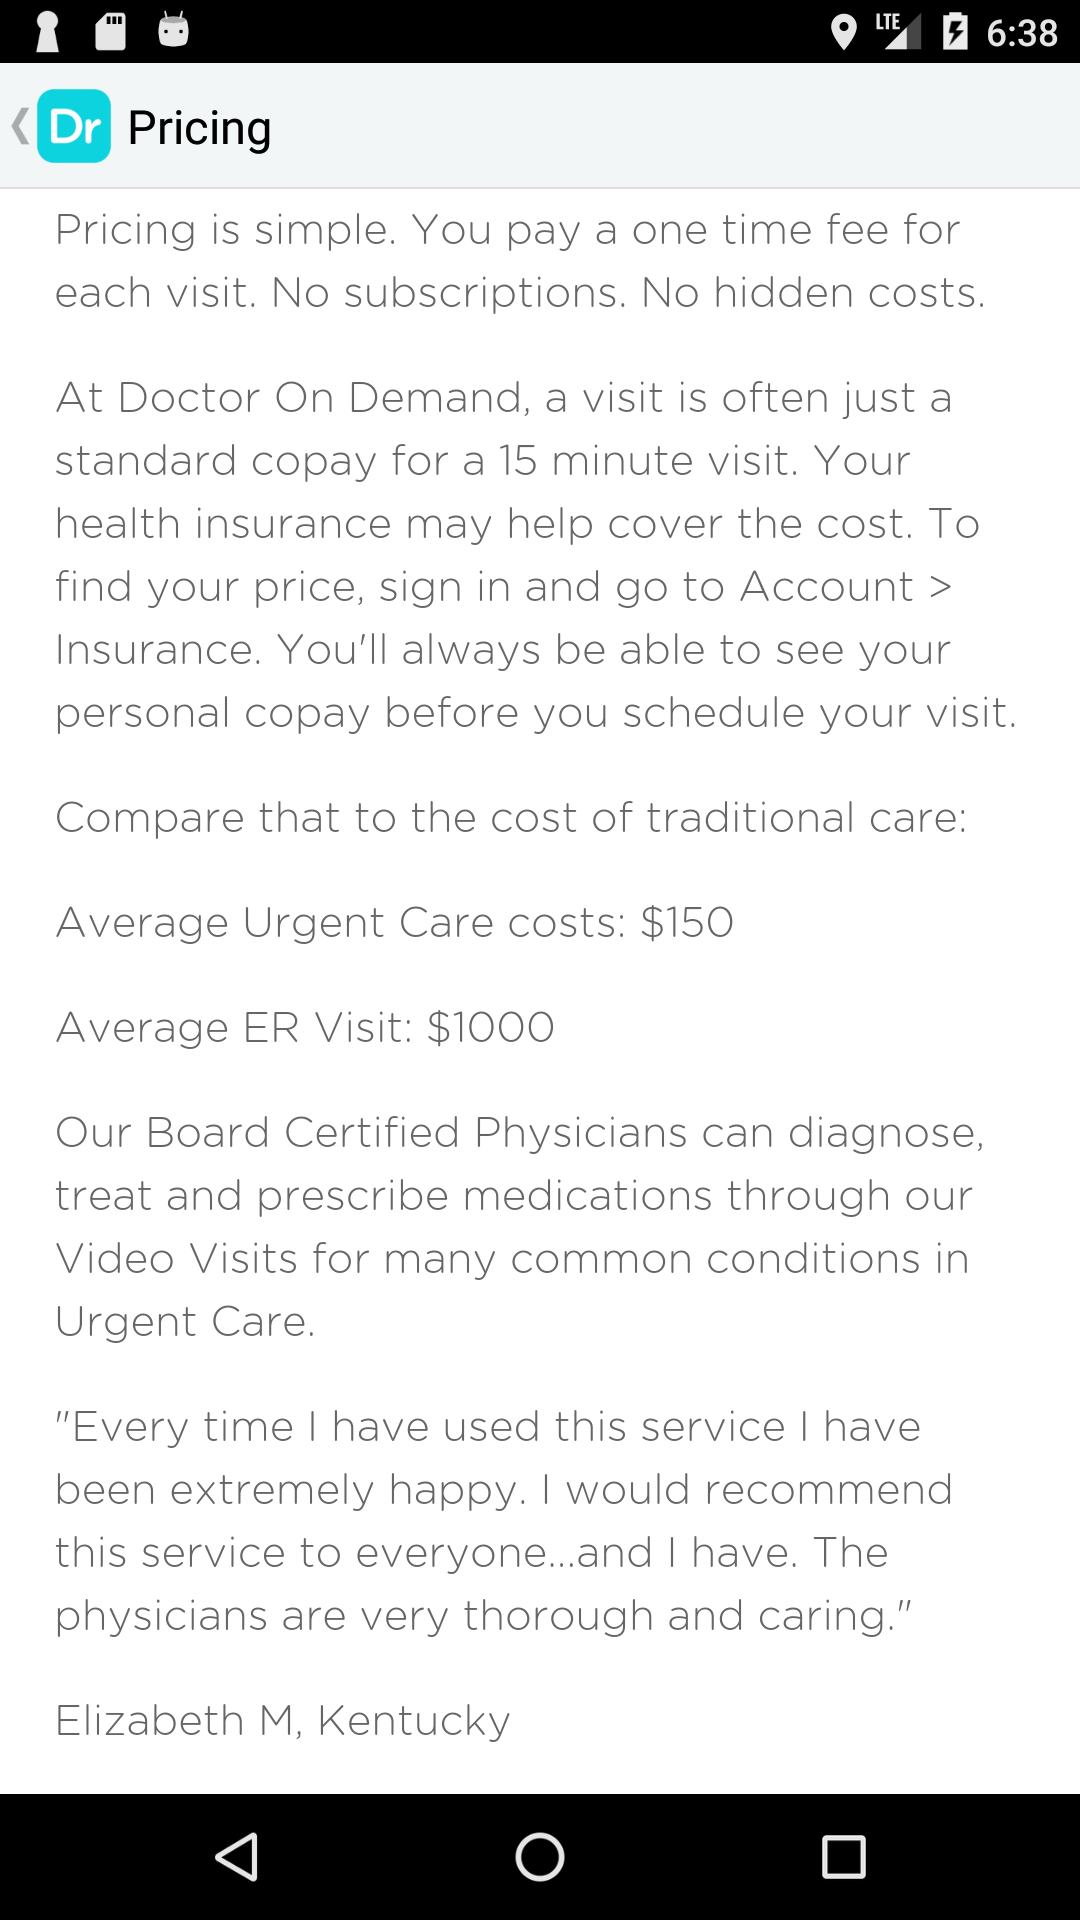 LTE 6:38
Dr Pricing
Pricing is simple. You pay a one time fee for
each visit. No subscriptions. No hidden costs.
At Doctor On Demand, a visit is often just a
standard copay for a 15 minute visit. Your
health insurance may help cover the cost. To
find your price, sign in and go to Account >
Insurance. You'll always be able to see your
personal copay before you schedule your visit.
Compare that to the cost of traditional care:
Average Urgent Care costs: $150
Average ER Visit: $1000
Our Board Certified Physicians can diagnose,
treat and prescribe medications through our
Video Visits for many common conditions in
Urgent Care.
"Every time I have used this service I have
been extremely happy. I would recommend
this service to everyone...and I have. The
physicians are very thorough and caring."
Elizabeth M, Kentucky